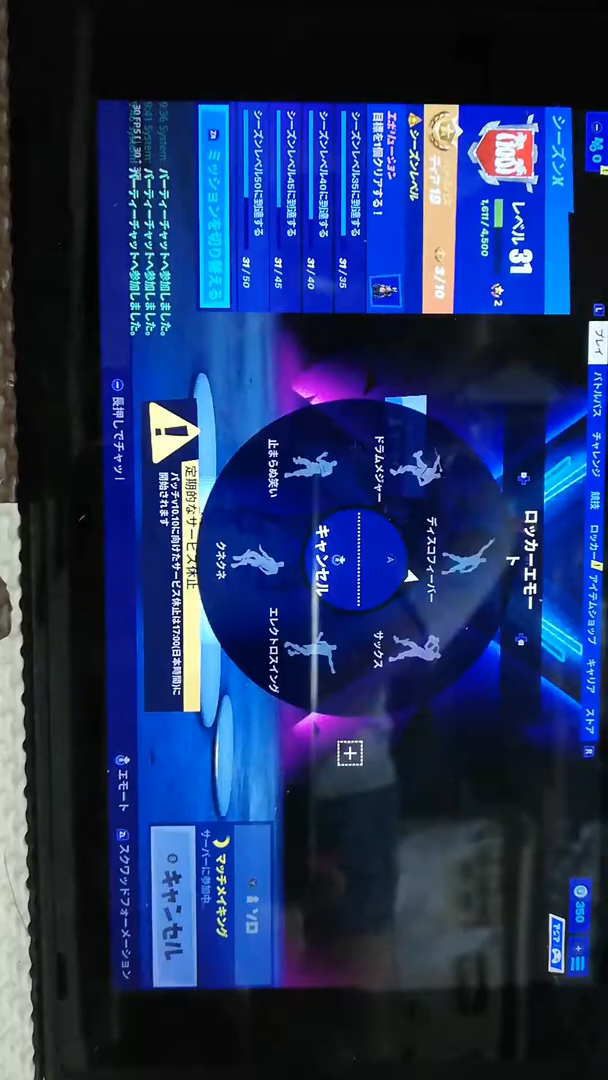 プレイ バトルパス チャレンジ 競技 ロッカー アイテムショップ キャリア ストア
350
シーズンX
100
レベル 31
1,611/4,500
2
ティア 19
3/10
シーズンレベル
目標を1個クリアする!
シーズンレベル35に到達する 31/35
シーズンレベル40に到達する 31/40
シーズンレベル45に到達する 31/45
シーズンレベル50に到達する 31/50
ミッションを切り替える
System パーティーチャットへ参加しました。
System パーティーチャットへ参加しました。
パーティーチャットへ参加しました。
ロッカーエモー
ト
ディスコフィーバー
ドラムメジャー
サックス
止まらぬ笑い
エレクトロスイング
クネクネ
A
キャンセル
定期的なサービス休止
パッチv10.10に向けたサービス休止は17:00(日本時間)に
開始されます
アジア
ソロ
マッチメイキング
サーバーに参加中...
キャンセル
長押しでチャッ
エモート
スクワッドフォーメーション